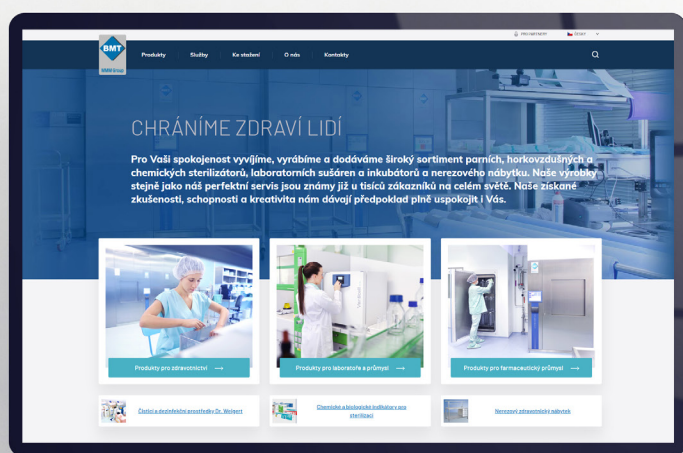 PRO PARTNERY
ČESKY
BMT
MMM Group
Produkty
Služby
Ke stažení
O nás
Kontakty
CHRÁNÍME ZDRAVÍ LIDÍ
Pro Vaši spokojenost vyvíjíme, vyrábíme a dodáváme široký sortiment parních, horkovzdušných a
chemických sterilizátorů, laboratorních sušáren a inkubátorů a nerezového nábytku. Naše výrobky
stejně jako náš perfektní servis jsou známy již u tisíců zákazníků na celém světě. Naše získané
zkušenosti, schopnosti a kreativita nám dávají předpoklad plně uspokojit i Vás.
Produkty pro zdravotnictví →
Produkty pro laboratoře a průmysl →
Produkty pro farmaceutický průmysl →
Čistící a dezinfekční prostředky Dr. Weigert
Chemické a biologické indikátory pro
sterilizaci
Nerezový zdravotnický nábytek